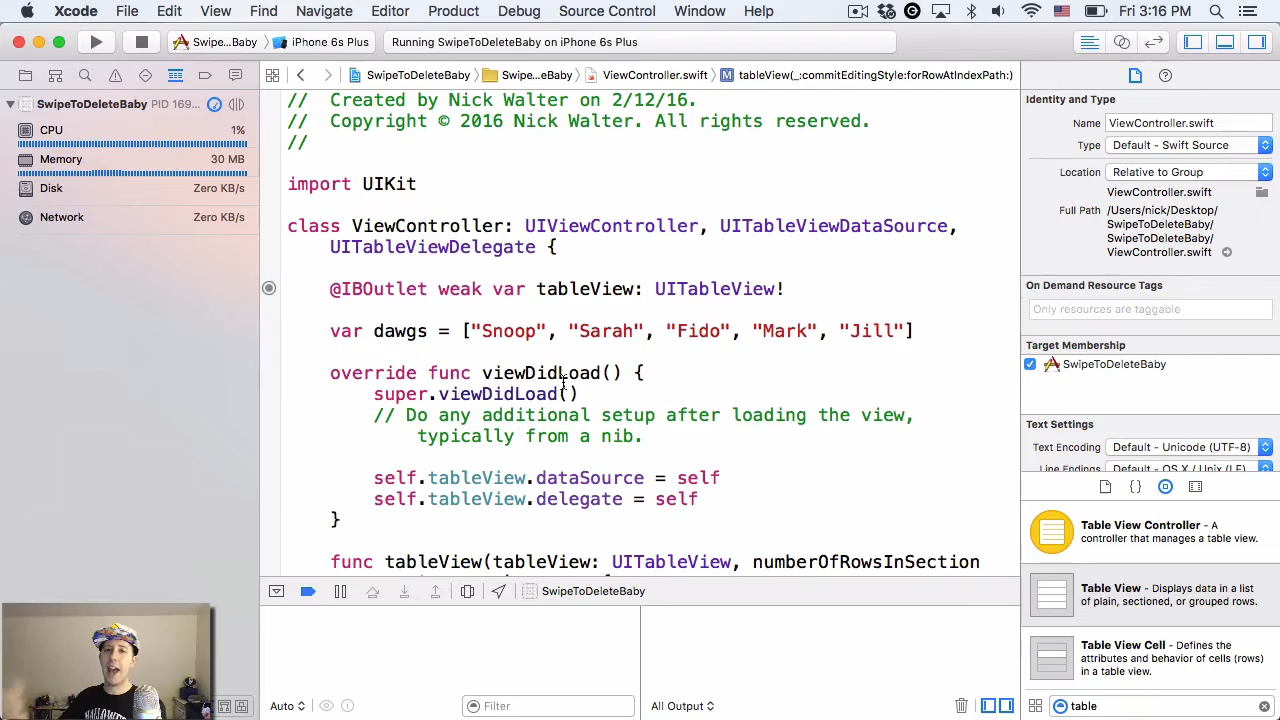 Xcode File Edit View Find Navigate Editor Product Debug Source Control Window Help Fri 3:16 PM
Swipe...Baby iPhone 6s Plus Running SwipeToDeleteBaby on iPhone 6s Plus
SwipeToDeleteBaby Swipe...eBaby ViewController.swift M tableView(_:commitEditingStyle:forRowAtIndexPath:)
SwipeToDeleteBaby PID 169...
CPU 1%
Memory 30 MB
Disk Zero KB/s
Network Zero KB/s
// Created by Nick Walter on 2/12/16.
// Copyright © 2016 Nick Walter. All rights reserved.
//
import UIKit
class ViewController: UIViewController, UITableViewDataSource,
UITableViewDelegate {
@IBOutlet weak var tableView: UITableView!
var dawgs = ["Snoop", "Sarah", "Fido", "Mark", "Jill"]
override func viewDidLoad() {
super.viewDidLoad()
// Do any additional setup after loading the view,
typically from a nib.
self.tableView.dataSource = self
self.tableView.delegate = self
}
func tableView(tableView: UITableView, numberOfRowsInSection
SwipeToDeleteBaby
Auto Filter All Output
Identity and Type
Name ViewController.swift
Type Default - Swift Source
Location Relative to Group
ViewController.swift
Full Path /Users/nick/Desktop/
SwipeToDeleteBaby/
SwipeToDeleteBaby/
ViewController.swift
On Demand Resource Tags
Only resources are taggable
Target Membership
SwipeToDeleteBaby
Text Settings
Text Encoding Default - Unicode (UTF-8)
Line Endings Default - OS X / Unix (LF)
Table View Controller - A
controller that manages a table view.
Table View - Displays data in a list
of plain, sectioned, or grouped rows.
Table View Cell - Defines the
attributes and behavior of cells (rows)
in a table view.
table